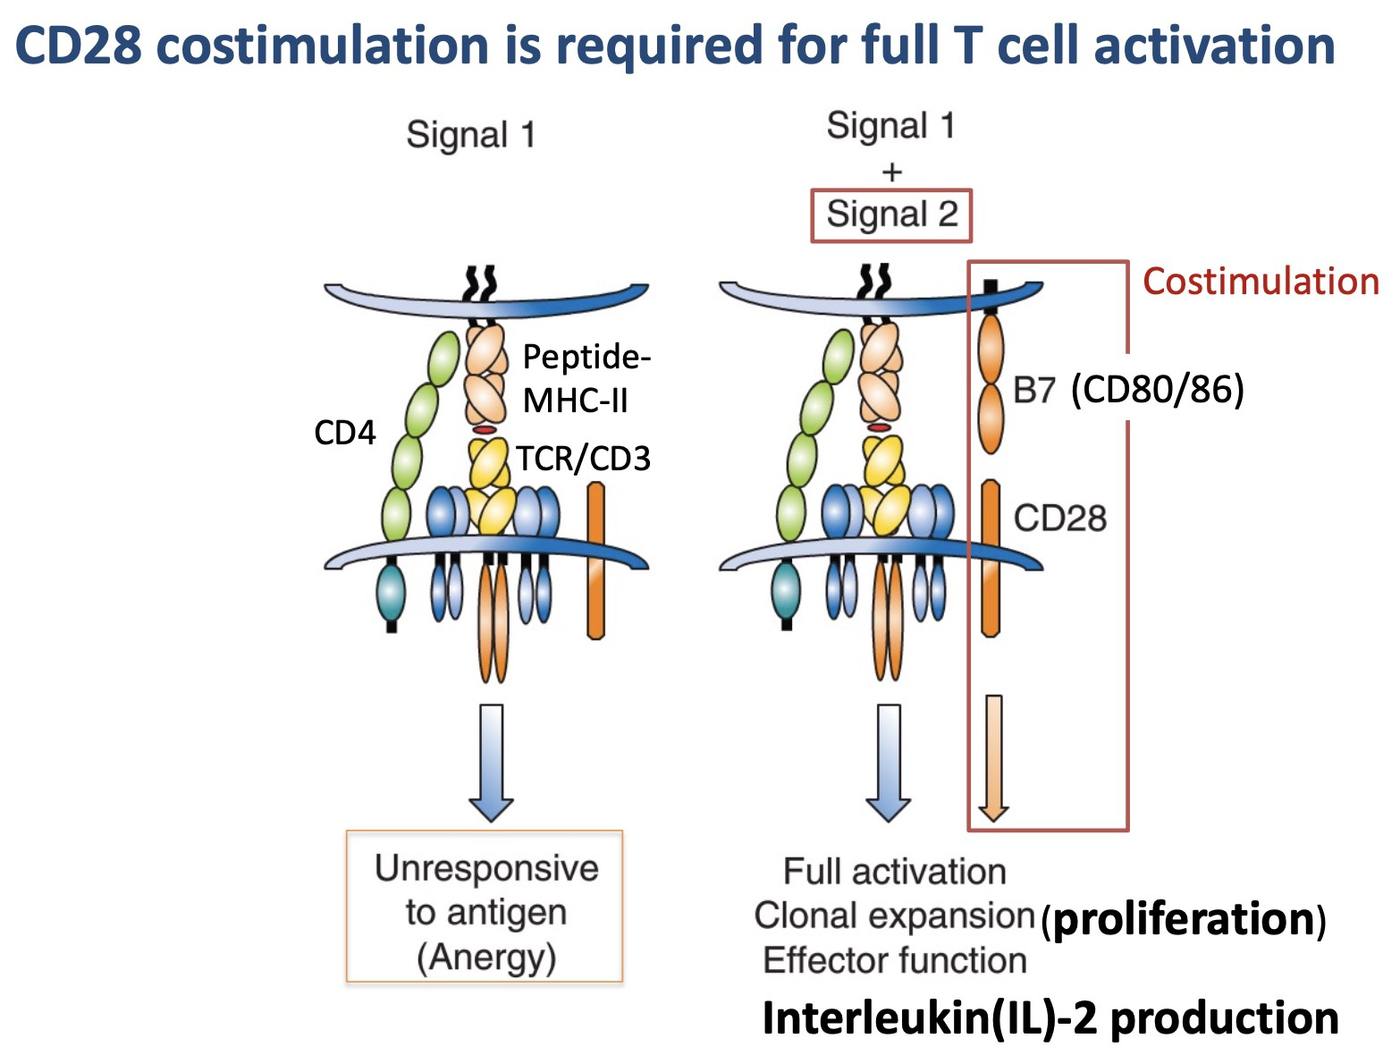 CD28 costimulation is required for full T cell activation
Signal 1
Peptide-
MHC-II
CD4
TCR/CD3
Unresponsive
to antigen
(Anergy)
Signal 1
+
Signal 2
Costimulation
B7 (CD80/86)
CD28
Full activation
Clonal expansion (proliferation)
Effector function
Interleukin(IL)-2 production